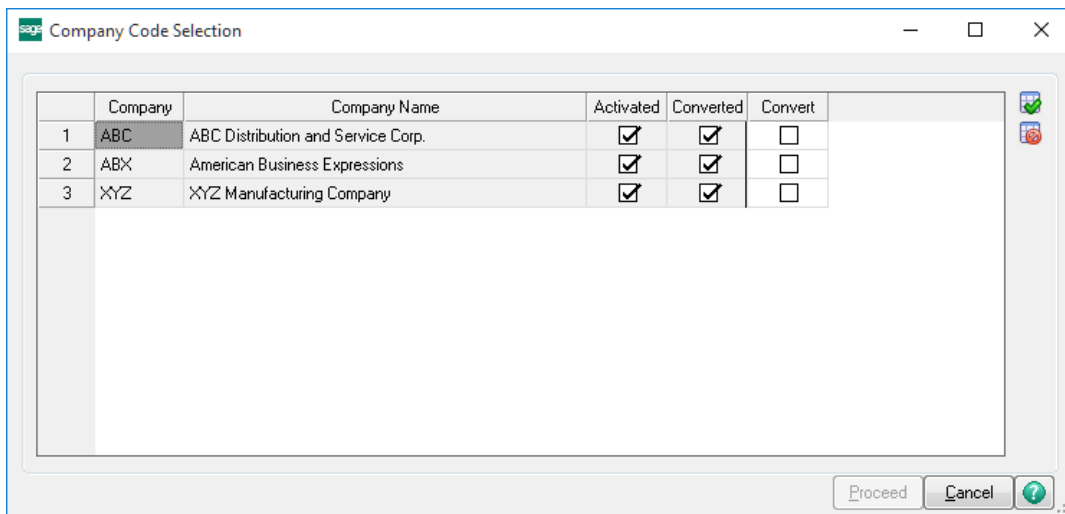 sage Company Code Selection
Company Company Name Activated Converted Convert
1 ABC ABC Distribution and Service Corp.
2 ABX American Business Expressions
3 XYZ XYZ Manufacturing Company
Proceed Cancel ?